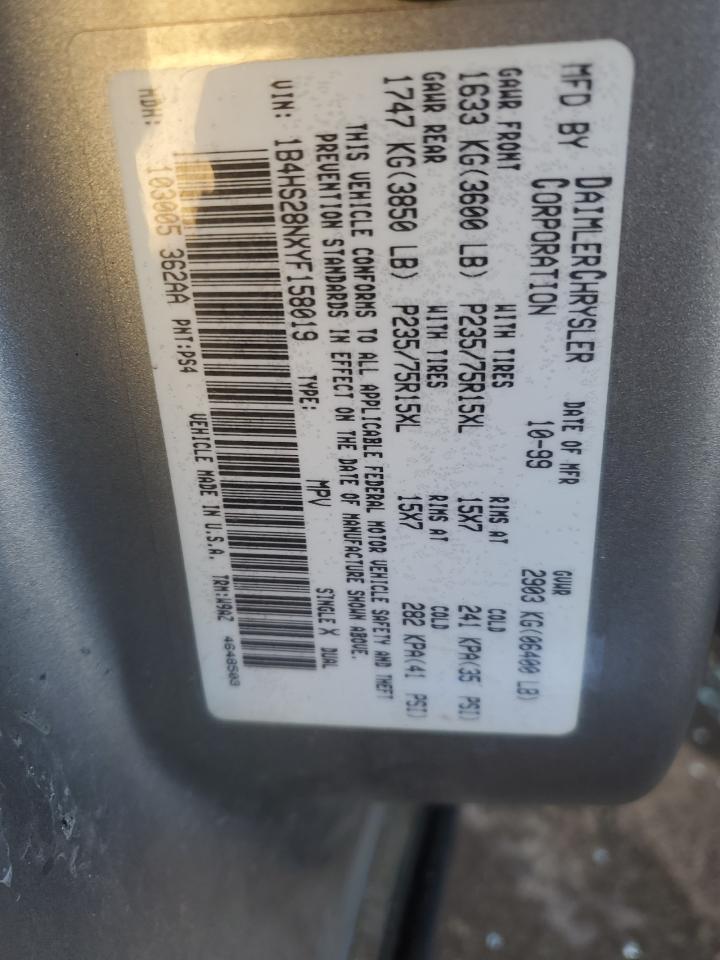 MFD BY DAIMLERCHRYSLER CORPORATION DATE OF MFR 10-99 GVWR 2903 KG(06400 LB)
GAWR FRONT WITH TIRES RIMS AT COLD
1633 KG(3600 LB) P235/75R15XL 15X7 241 KPA(35 PSI)
GAWR REAR WITH TIRES RIMS AT COLD
1747 KG(3850 LB) P235/75R15XL 15X7 282 KPA(41 PSI)
THIS VEHICLE CONFORMS TO ALL APPLICABLE FEDERAL MOTOR VEHICLE SAFETY AND THEFT
PREVENTION STANDARDS IN EFFECT ON THE DATE OF MANUFACTURE SHOWN ABOVE.
VIN: 1B4HS28NXYF158019 TYPE: MPV SINGLE X DUAL
MDH: 103005 362AA PNT:PS4 VEHICLE MADE IN U.S.A. TRM:W9AZ 4648503